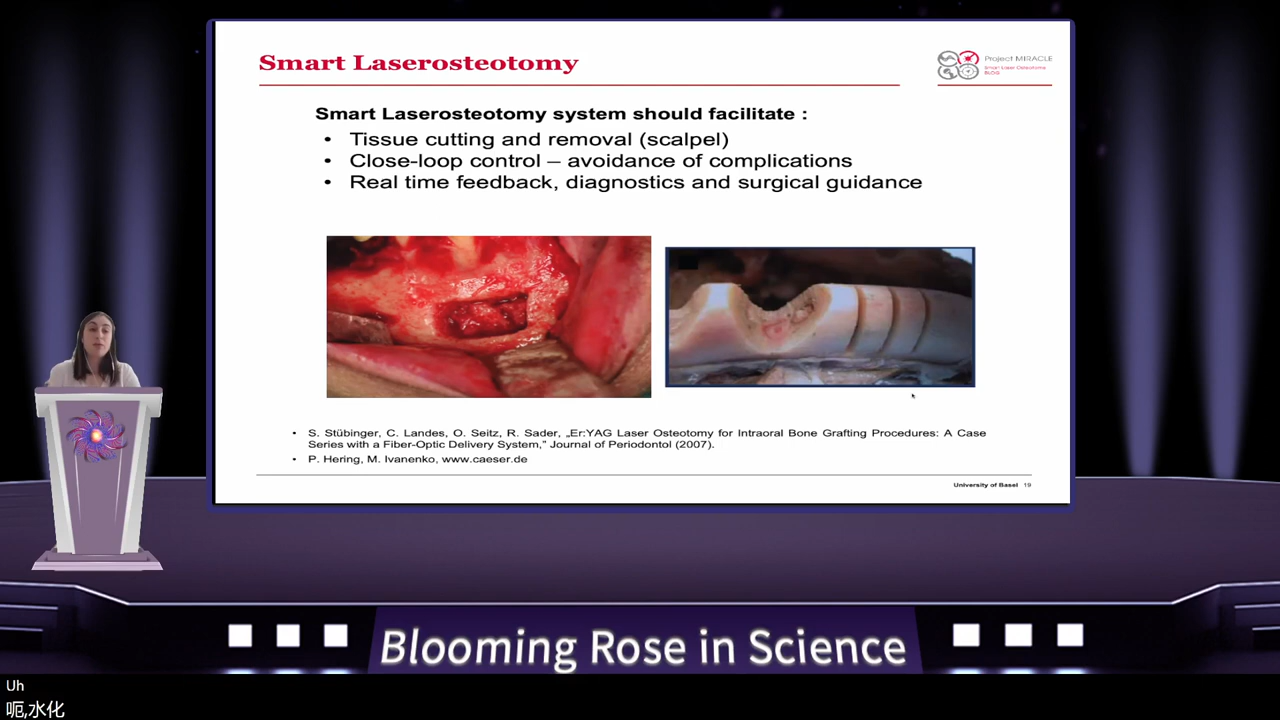 Smart Laserosteotomy
Project MIRACLE
Smart Laser Osteotome
BLOG
Smart Laserosteotomy system should facilitate :
• Tissue cutting and removal (scalpel)
• Close-loop control – avoidance of complications
• Real time feedback, diagnostics and surgical guidance
• S. Stübinger, C. Landes, O. Seitz, R. Sader, „Er:YAG Laser Osteotomy for Intraoral Bone Grafting Procedures: A Case
Series with a Fiber-Optic Delivery System,” Journal of Periodontol (2007).
• P. Hering, M. Ivanenko, www.caeser.de
University of Basel 19
Blooming Rose in Science
Uh
呃,水化